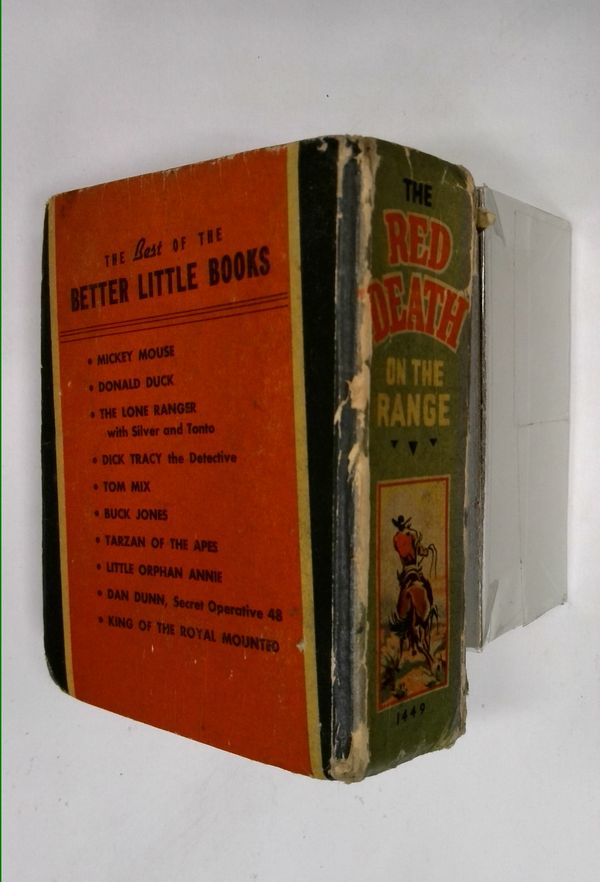 THE Best OF THE
BETTER LITTLE BOOKS
• MICKEY MOUSE
• DONALD DUCK
• THE LONE RANGER
with Silver and Tonto
• DICK TRACY the Detective
• TOM MIX
• BUCK JONES
• TARZAN OF THE APES
• LITTLE ORPHAN ANNIE
• DAN DUNN, Secret Operative 48
• KING OF THE ROYAL MOUNTED
THE
RED
DEATH
ON THE
RANGE
1449